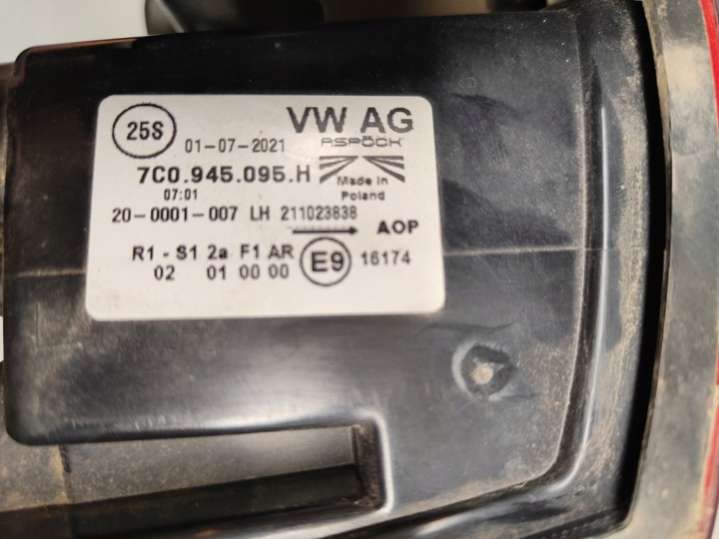 25S
01-07-2021
VW AG
ASPÖCK
7C0.945.095.H
Made in
Poland
07:01
20-0001-007 LH 211023838
AOP
R1 - S1 2a F1 AR
02 01 00 00
E9 16174